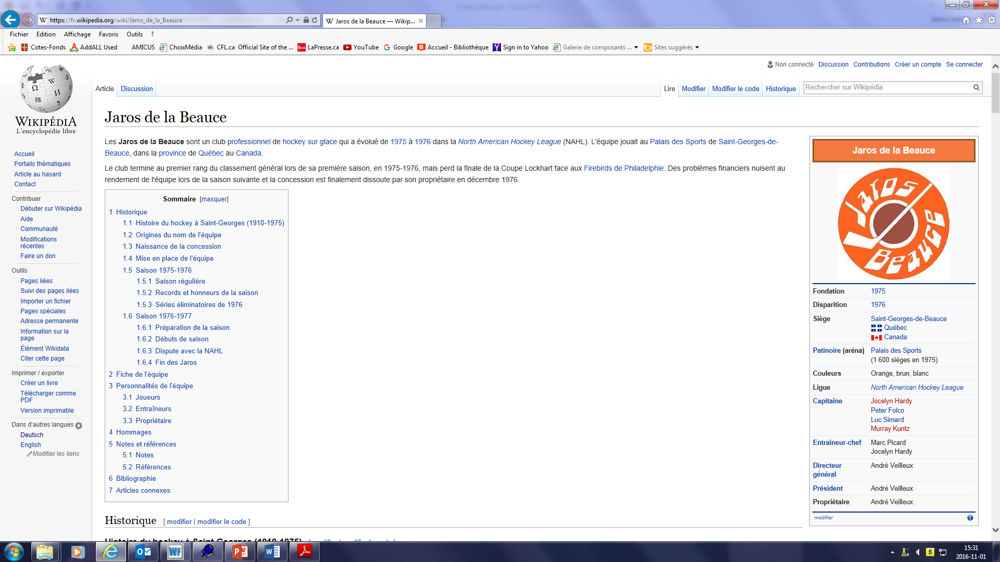 https://fr.wikipedia.org/wiki/Jaros_de_la_Beauce
Jaros de la Beauce — Wikip...
Fichier Edition Affichage Favoris Outils ?
Cotes-Fonds AddALL Used AMICUS ChoixMédia CFL.ca Official Site of the ... LaPresse.ca YouTube Google Accueil - Bibliothèque Sign in to Yahoo Galerie de composants ... Sites suggérés
Non connecté Discussion Contributions Créer un compte Se connecter
Article Discussion Lire Modifier Modifier le code Historique Rechercher sur Wikipédia
WIKIPÉDIA
L'encyclopédie libre
Accueil
Portails thématiques
Article au hasard
Contact
Contribuer
Débuter sur Wikipédia
Aide
Communauté
Modifications
récentes
Faire un don
Outils
Pages liées
Suivi des pages liées
Importer un fichier
Pages spéciales
Adresse permanente
Information sur la
page
Élément Wikidata
Citer cette page
Imprimer / exporter
Créer un livre
Télécharger comme
PDF
Version imprimable
Dans d'autres langues
Deutsch
English
Modifier les liens
Jaros de la Beauce
Les Jaros de la Beauce sont un club professionnel de hockey sur glace qui a évolué de 1975 à 1976 dans la North American Hockey League (NAHL). L'équipe jouait au Palais des Sports de Saint-Georges-de-
Beauce, dans la province de Québec au Canada.
Le club termine au premier rang du classement général lors de sa première saison, en 1975-1976, mais perd la finale de la Coupe Lockhart face aux Firebirds de Philadelphie. Des problèmes financiers nuisent au
rendement de l'équipe lors de la saison suivante et la concession est finalement dissoute par son propriétaire en décembre 1976.
Sommaire [masquer]
1 Historique
1.1 Histoire du hockey à Saint-Georges (1910-1975)
1.2 Origines du nom de l'équipe
1.3 Naissance de la concession
1.4 Mise en place de l'équipe
1.5 Saison 1975-1976
1.5.1 Saison régulière
1.5.2 Records et honneurs de la saison
1.5.3 Séries éliminatoires de 1976
1.6 Saison 1976-1977
1.6.1 Préparation de la saison
1.6.2 Débuts de saison
1.6.3 Dispute avec la NAHL
1.6.4 Fin des Jaros
2 Fiche de l'équipe
3 Personnalités de l'équipe
3.1 Joueurs
3.2 Entraîneurs
3.3 Propriétaire
4 Hommages
5 Notes et références
5.1 Notes
5.2 Références
6 Bibliographie
7 Articles connexes
Historique [ modifier | modifier le code ]
Histoire du hockey à Saint-Georges (1910-1975) [ modifier | modifier le code ]
Jaros de la Beauce
Jaros
Beauce
Fondation 1975
Disparition 1976
Siège Saint-Georges-de-Beauce
Québec
Canada
Patinoire (aréna) Palais des Sports
(1 600 sièges en 1975)
Couleurs Orange, brun, blanc
Ligue North American Hockey League
Capitaine Jocelyn Hardy
Peter Folco
Luc Simard
Murray Kuntz
Entraîneur-chef Marc Picard
Jocelyn Hardy
Directeur André Veilleux
général
Président André Veilleux
Propriétaire André Veilleux
modifier
15:31
2016-11-01